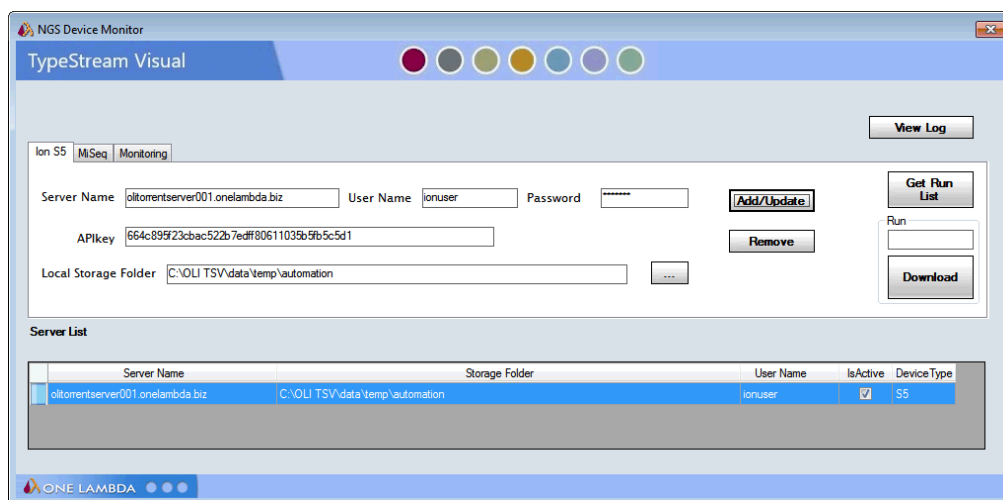 NGS Device Monitor
TypeStream Visual
View Log
Ion S5 MiSeq Monitoring
Server Name olitorrentserver001.onelambda.biz User Name ionuser Password *******
Add/Update
Get Run List
APIkey 664c895f23cbac522b7edff80611035b5fb5c5d1
Remove
Run
Local Storage Folder C:\OLI TSV\data\temp\automation ...
Download
Server List
Server Name Storage Folder User Name IsActive DeviceType
olitorrentserver001.onelambda.biz C:\OLI TSV\data\temp\automation ionuser S5
ONE LAMBDA